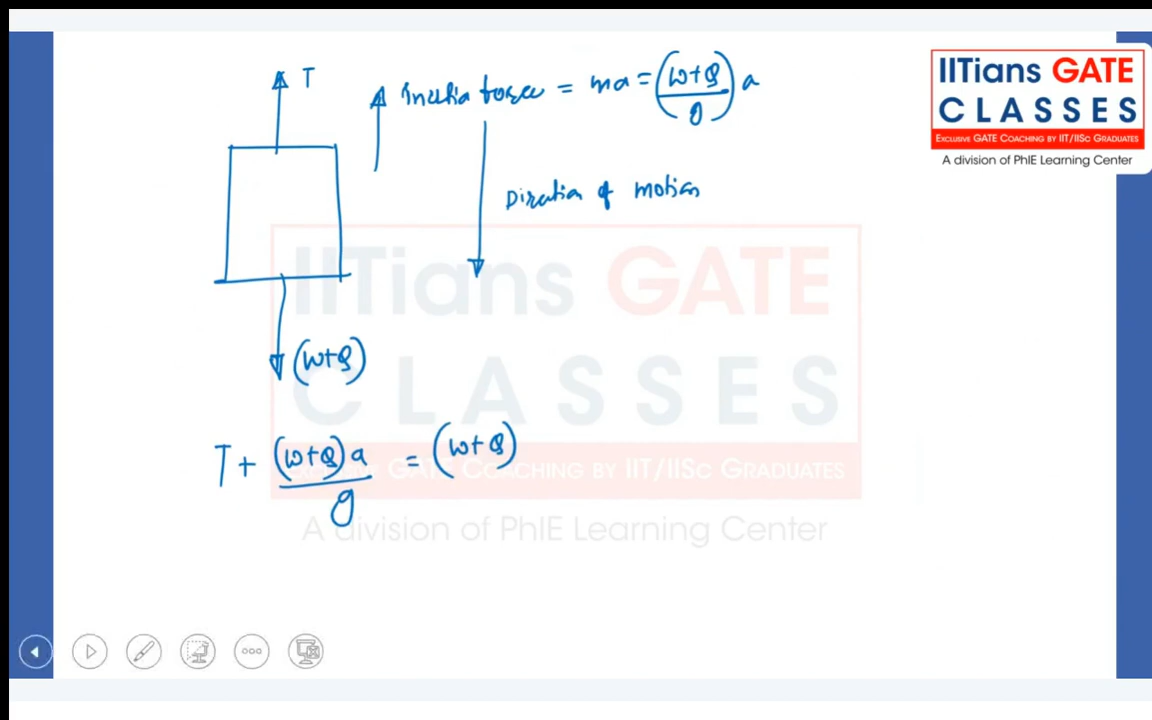 T
Inertia force = ma = (W+Q)/g a
Direction of motion
(W+Q)
T + (W+Q)a/g = (W+Q)
IITians GATE
CLASSES
EXCLUSIVE GATE COACHING BY IIT/IISc GRADUATES
A division of PhIE Learning Center
IITians GATE
CLASSES
EXCLUSIVE GATE COACHING BY IIT/IISc GRADUATES
A division of PhIE Learning Center